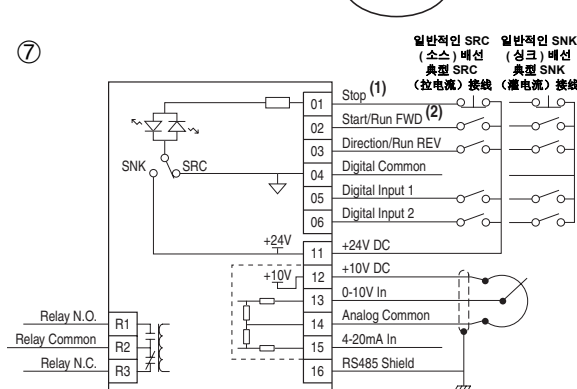 ⑦
일반적인 SRC
( 소스 ) 배선
典型 SRC
（拉电流）接线
일반적인 SNK
( 싱크 ) 배선
典型 SNK
（灌电流）接线
01 Stop (1)
02 Start/Run FWD (2)
03 Direction/Run REV
SNK SRC
04 Digital Common
05 Digital Input 1
06 Digital Input 2
+24V
11 +24V DC
+10V
12 +10V DC
13 0-10V In
Relay N.O. R1
14 Analog Common
Relay Common R2
15 4-20mA In
Relay N.C. R3
16 RS485 Shield